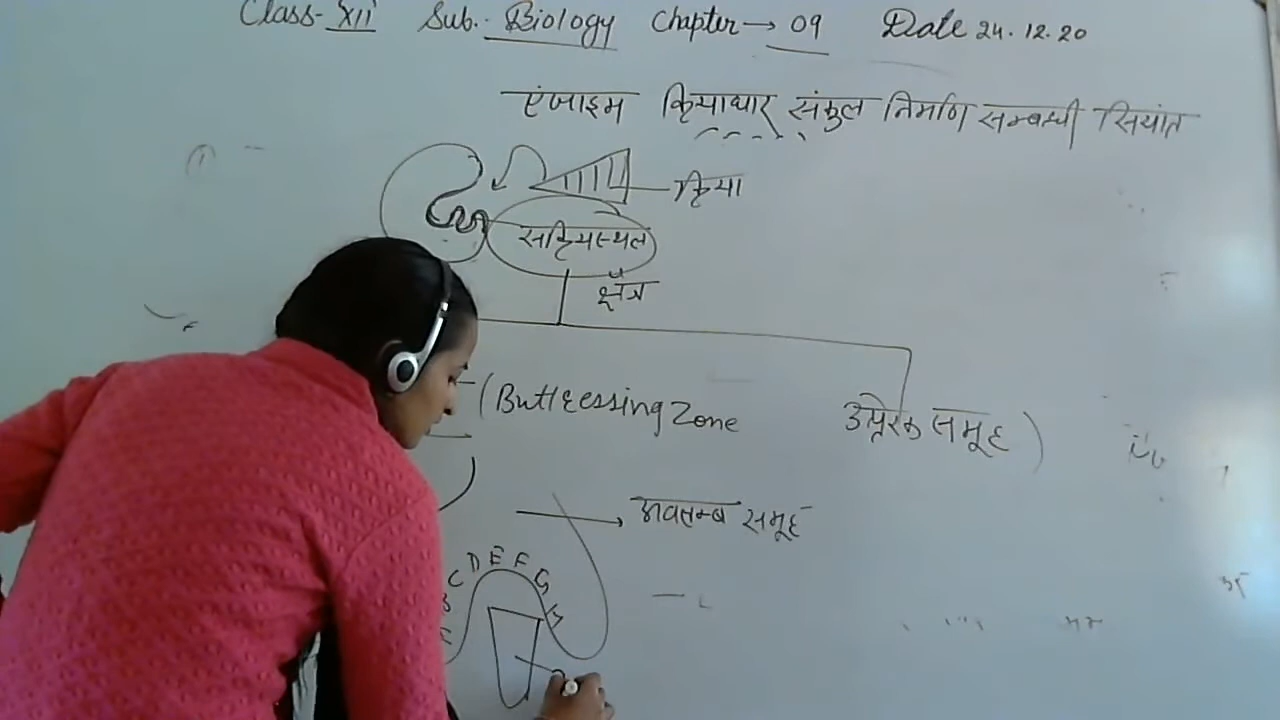 Class-XII Sub. Biology Chapter→09 Date 24.12.20
एंजाइम क्रियाधार संकुल निर्माण सम्बन्धी सिद्यांत
क्रिया
सक्रियस्थल
क्षेत्र
(Buttressing Zone
उत्प्रेरक समूह)
अवलम्ब समूह
C D E F G